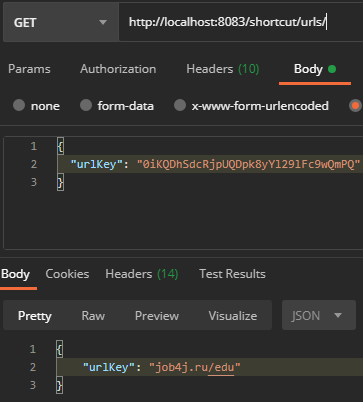 GET http://localhost:8083/shortcut/urls/
Params Authorization Headers (10) Body
none form-data x-www-form-urlencoded
1 {
2 "urlKey": "0iKQDhSdcRjpUQDpk8yYl29lFc9wQmPQ"
3 }
Body Cookies Headers (14) Test Results
Pretty Raw Preview Visualize JSON
1 {
2 "urlKey": "job4j.ru/edu"
3 }